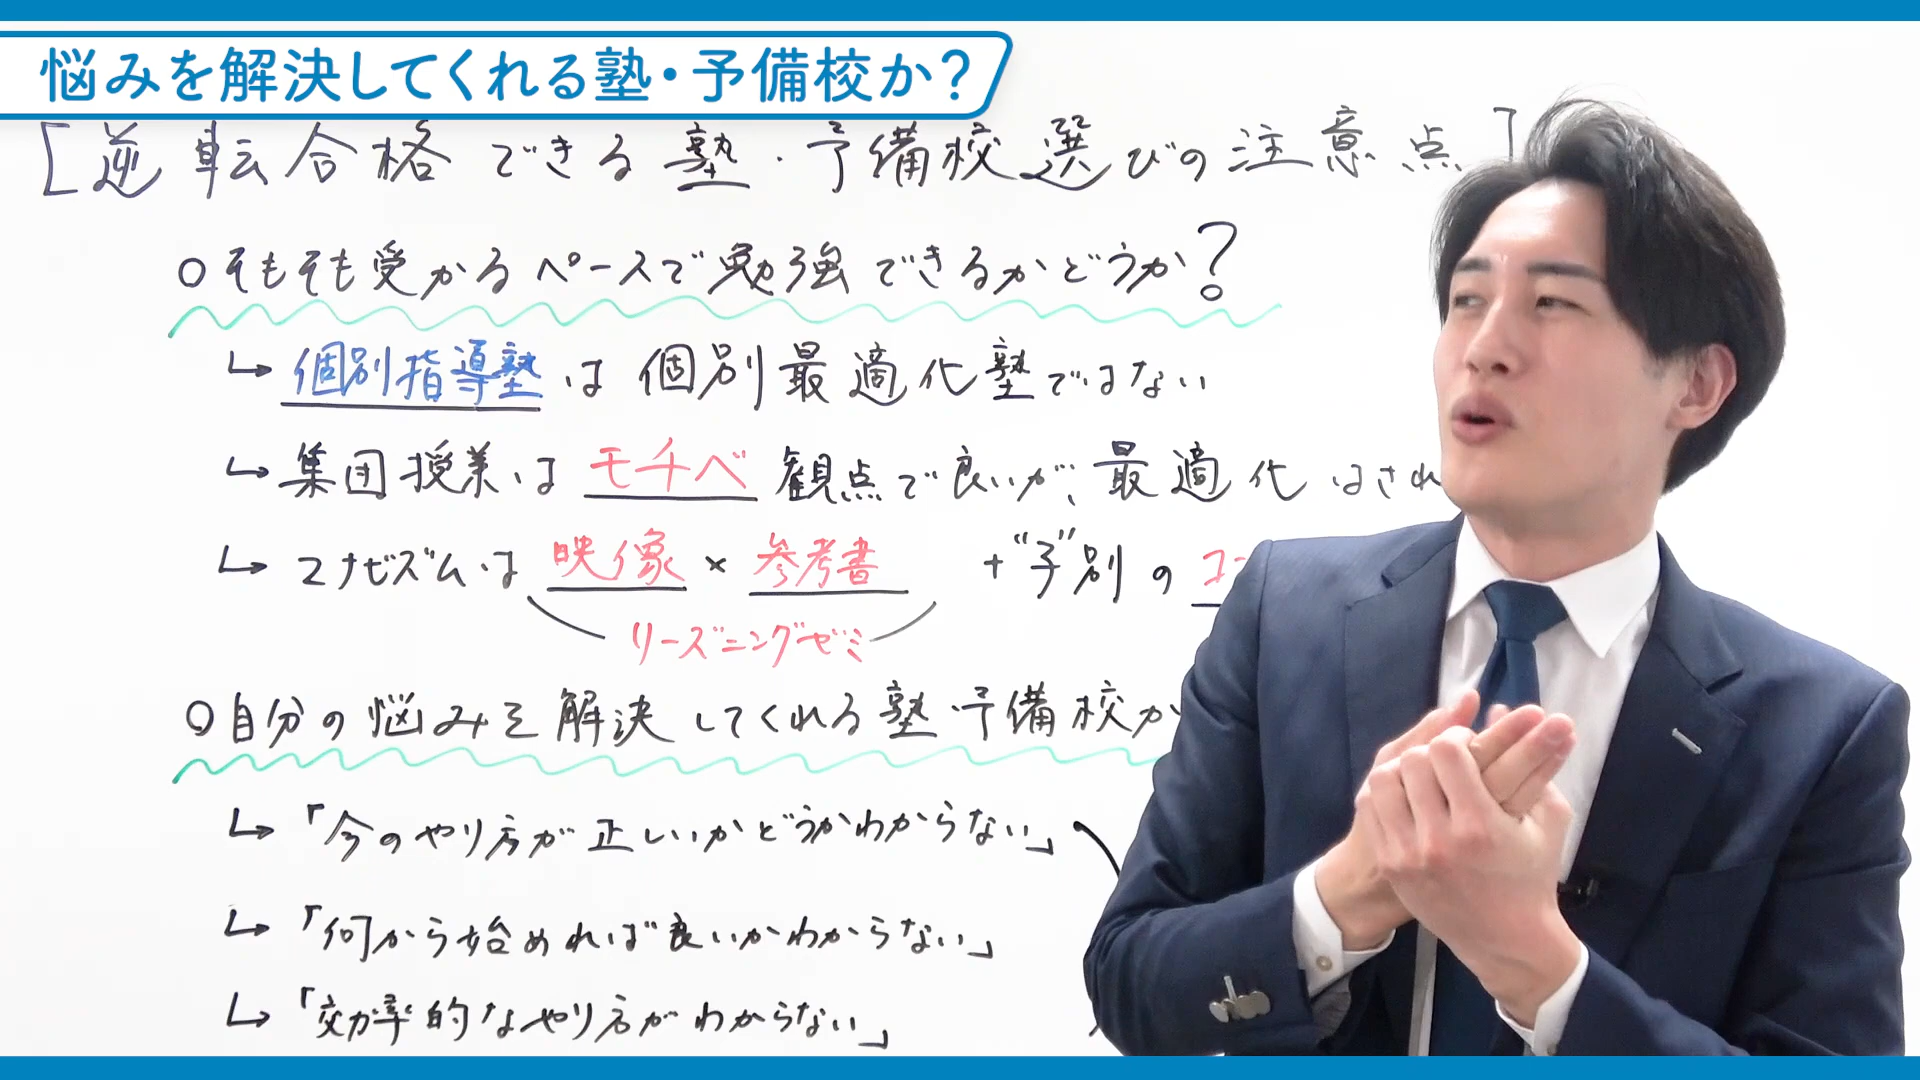 悩みを解決してくれる塾・予備校か?
[逆転合格できる塾・予備校選びの注意点]
○そもそも受かるペースで勉強できるかどうか?
↳個別指導塾は個別最適化塾ではない
↳集団授業はモチベ観点で良いが、最適化はされ
↳マナビズムは映像×参考書 +“子”別の
リーズニングゼミ
○自分の悩みを解決してくれる塾・予備校か
↳「今のやり方が正しいかどうかわからない」
↳「何から始めれば良いかわからない」
↳「効率的なやり方がわからない」